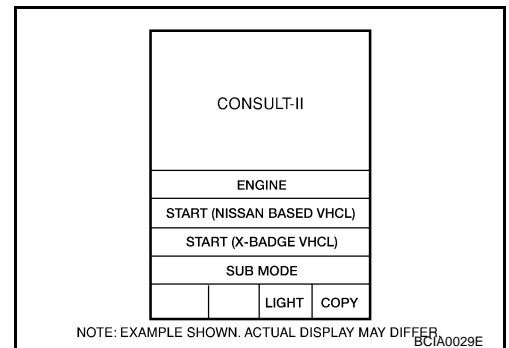 CONSULT-II
ENGINE
START (NISSAN BASED VHCL)
START (X-BADGE VHCL)
SUB MODE
LIGHT COPY
NOTE: EXAMPLE SHOWN. ACTUAL DISPLAY MAY DIFFER.
BCIA0029E